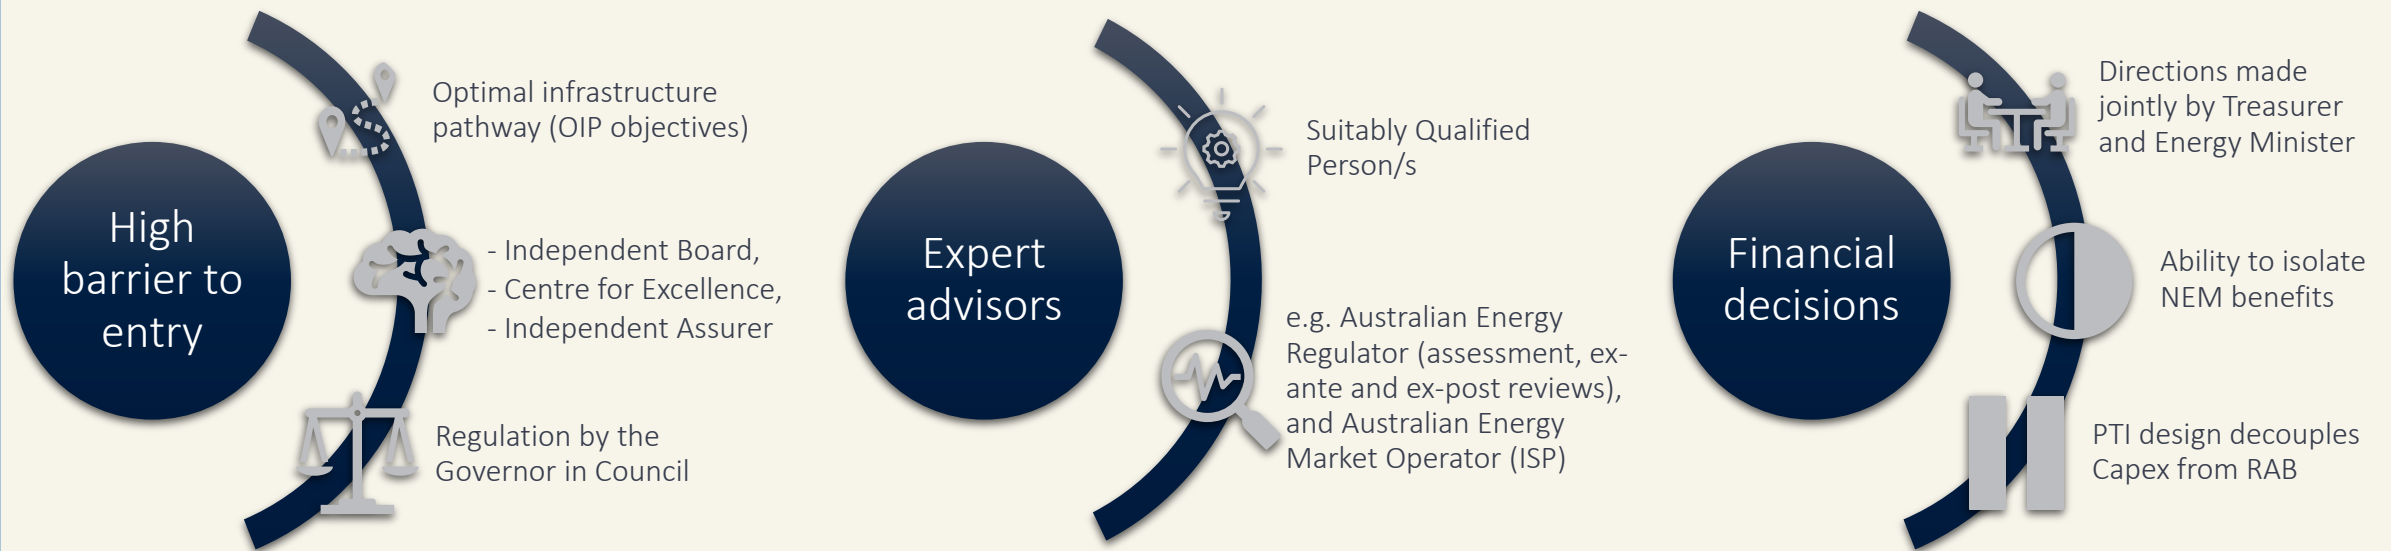 High
barrier to
entry
Optimal infrastructure
pathway (OIP objectives)
- Independent Board,
- Centre for Excellence,
- Independent Assurer
Regulation by the
Governor in Council
Expert
advisors
Suitably Qualified
Person/s
e.g. Australian Energy
Regulator (assessment, ex-
ante and ex-post reviews),
and Australian Energy
Market Operator (ISP)
Financial
decisions
Directions made
jointly by Treasurer
and Energy Minister
Ability to isolate
NEM benefits
PTI design decouples
Capex from RAB